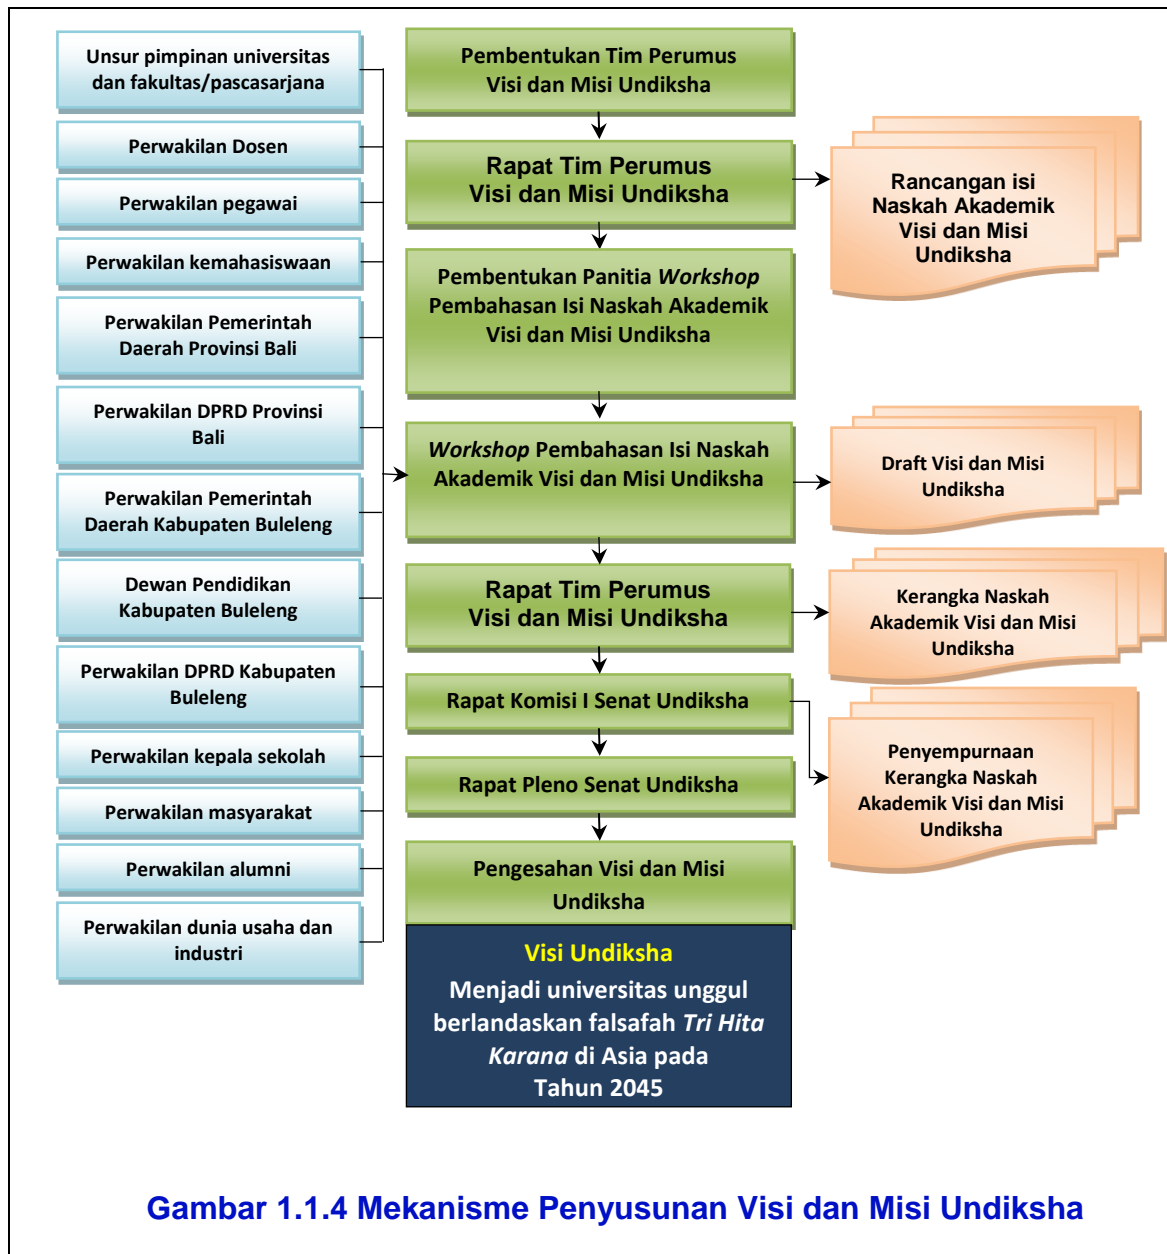 Unsur pimpinan universitas
dan fakultas/pascasarjana
Perwakilan Dosen
Perwakilan pegawai
Perwakilan kemahasiswaan
Perwakilan Pemerintah
Daerah Provinsi Bali
Perwakilan DPRD Provinsi
Bali
Perwakilan Pemerintah
Daerah Kabupaten Buleleng
Dewan Pendidikan
Kabupaten Buleleng
Perwakilan DPRD Kabupaten
Buleleng
Perwakilan kepala sekolah
Perwakilan masyarakat
Perwakilan alumni
Perwakilan dunia usaha dan
industri
Pembentukan Tim Perumus
Visi dan Misi Undiksha
Rapat Tim Perumus
Visi dan Misi Undiksha
Pembentukan Panitia Workshop
Pembahasan Isi Naskah Akademik
Visi dan Misi Undiksha
Workshop Pembahasan Isi Naskah
Akademik Visi dan Misi Undiksha
Rapat Tim Perumus
Visi dan Misi Undiksha
Rapat Komisi I Senat Undiksha
Rapat Pleno Senat Undiksha
Pengesahan Visi dan Misi
Undiksha
Visi Undiksha
Menjadi universitas unggul
berlandaskan falsafah Tri Hita
Karana di Asia pada
Tahun 2045
Rancangan isi
Naskah Akademik
Visi dan Misi
Undiksha
Draft Visi dan Misi
Undiksha
Kerangka Naskah
Akademik Visi dan Misi
Undiksha
Penyempurnaan
Kerangka Naskah
Akademik Visi dan Misi
Undiksha
Gambar 1.1.4 Mekanisme Penyusunan Visi dan Misi Undiksha